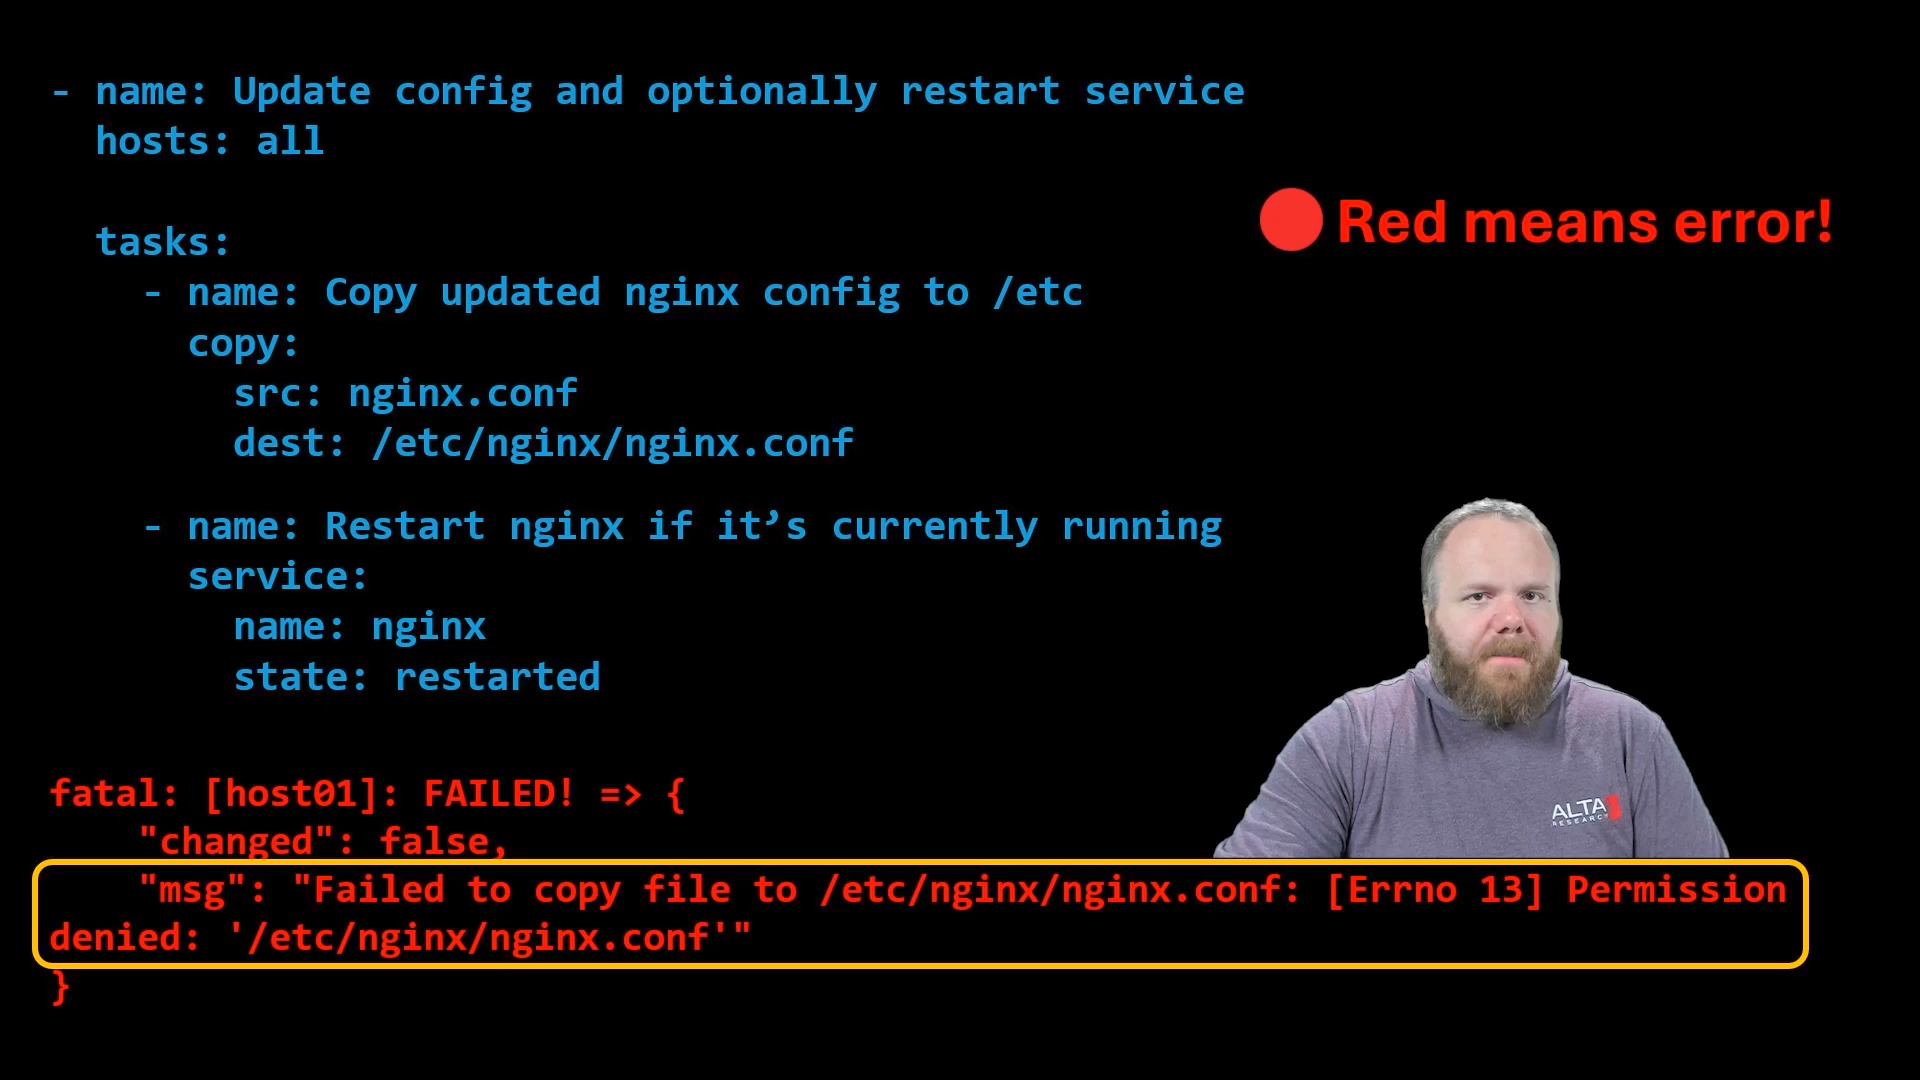 - name: Update config and optionally restart service
  hosts: all
🔴 Red means error!
  tasks:
    - name: Copy updated nginx config to /etc
      copy:
        src: nginx.conf
        dest: /etc/nginx/nginx.conf
    - name: Restart nginx if it’s currently running
      service:
        name: nginx
        state: restarted
ALTA3
RESEARCH
fatal: [host01]: FAILED! => {
    "changed": false,
    "msg": "Failed to copy file to /etc/nginx/nginx.conf: [Errno 13] Permission
denied: '/etc/nginx/nginx.conf'"
}